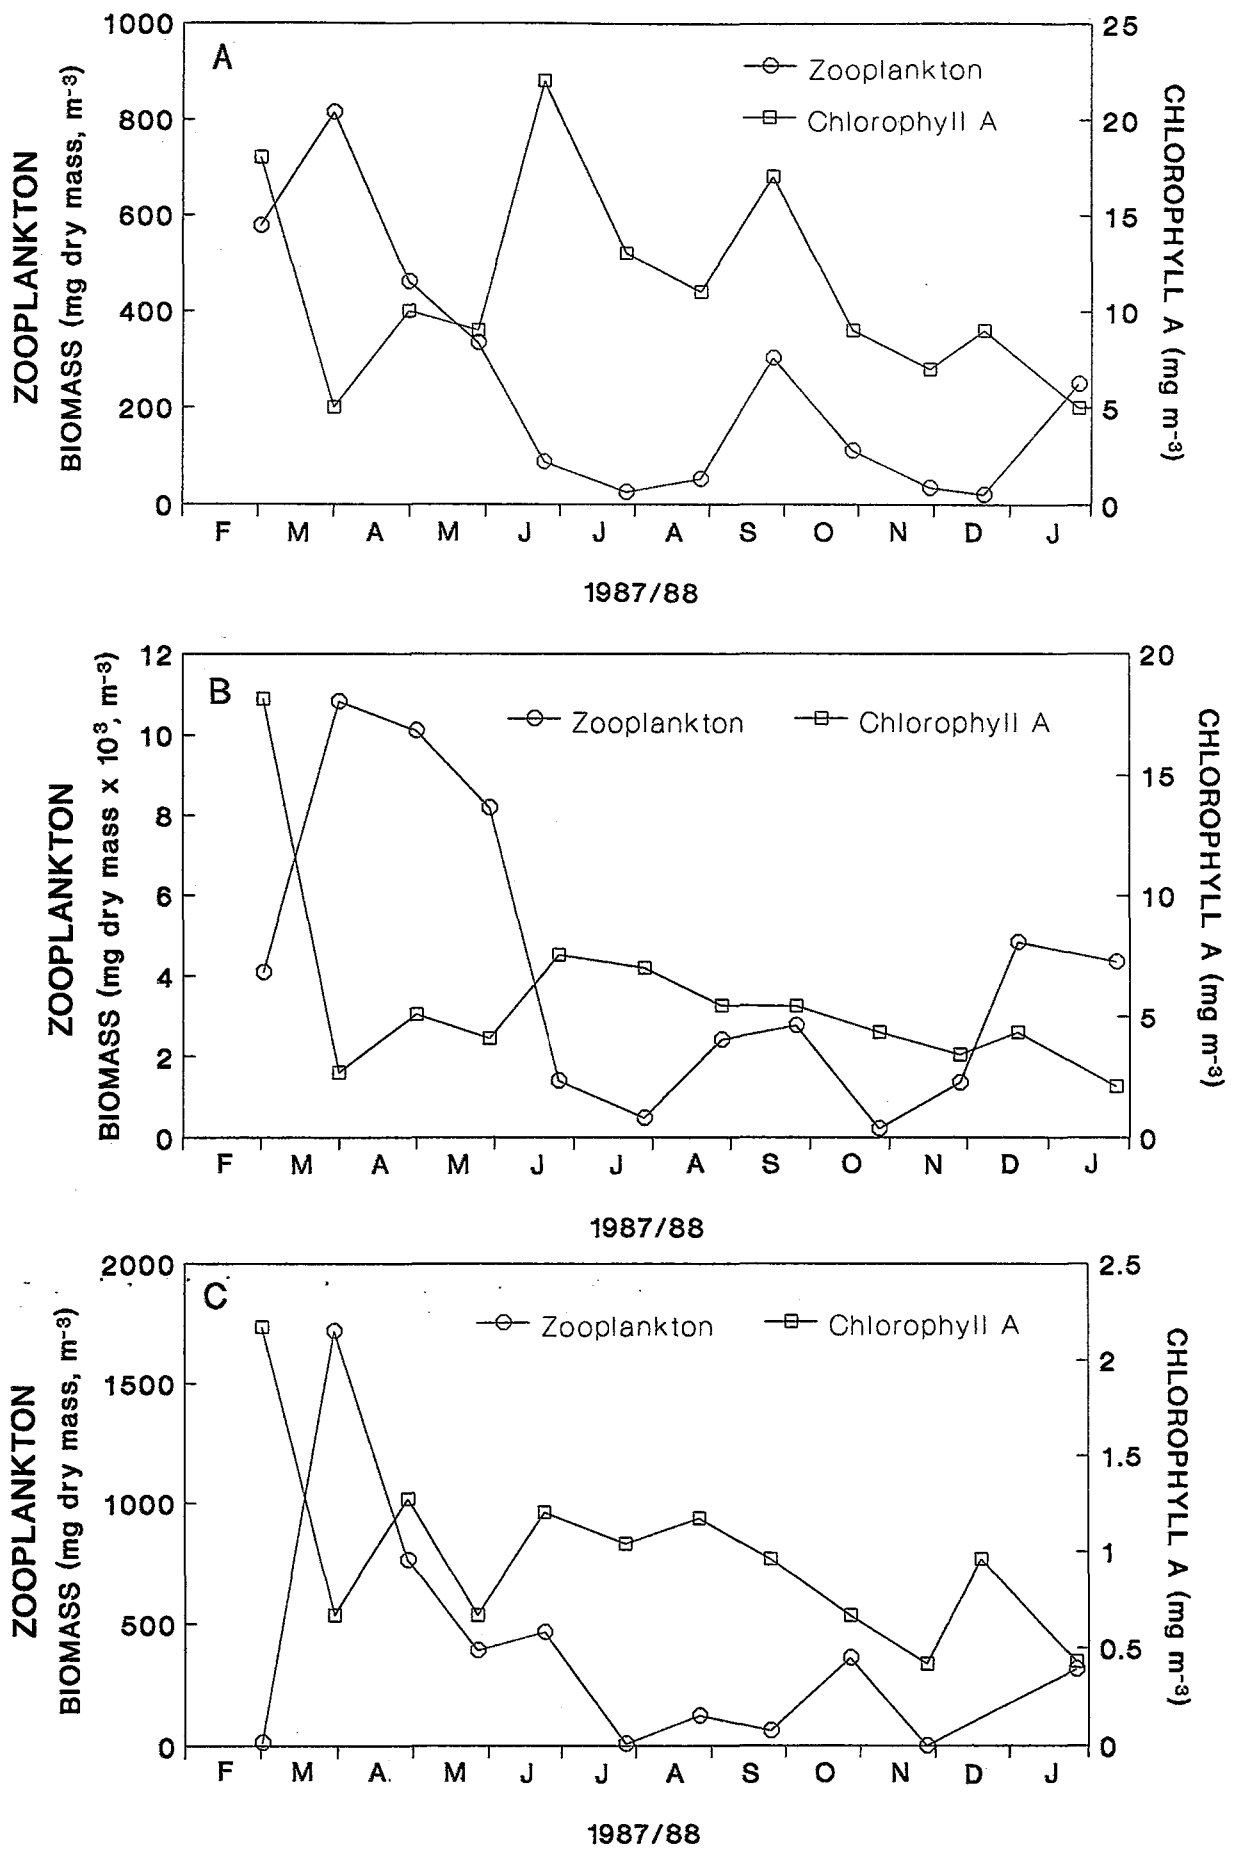 A
Zooplankton
Chlorophyll A
ZOOPLANKTON
BIOMASS (mg dry mass, m⁻³)
CHLOROPHYLL A (mg m⁻³)
1000
800
600
400
200
0
25
20
15
10
5
0
F M A M J J A S O N D J
1987/88
B
Zooplankton Chlorophyll A
ZOOPLANKTON
BIOMASS (mg dry mass x 10³, m⁻³)
CHLOROPHYLL A (mg m⁻³)
12
10
8
6
4
2
0
20
15
10
5
0
F M A M J J A S O N D J
1987/88
C
Zooplankton Chlorophyll A
ZOOPLANKTON
BIOMASS (mg dry mass, m⁻³)
CHLOROPHYLL A (mg m⁻³)
2000
1500
1000
500
0
2.5
2
1.5
1
0.5
0
F M A M J J A S O N D J
1987/88